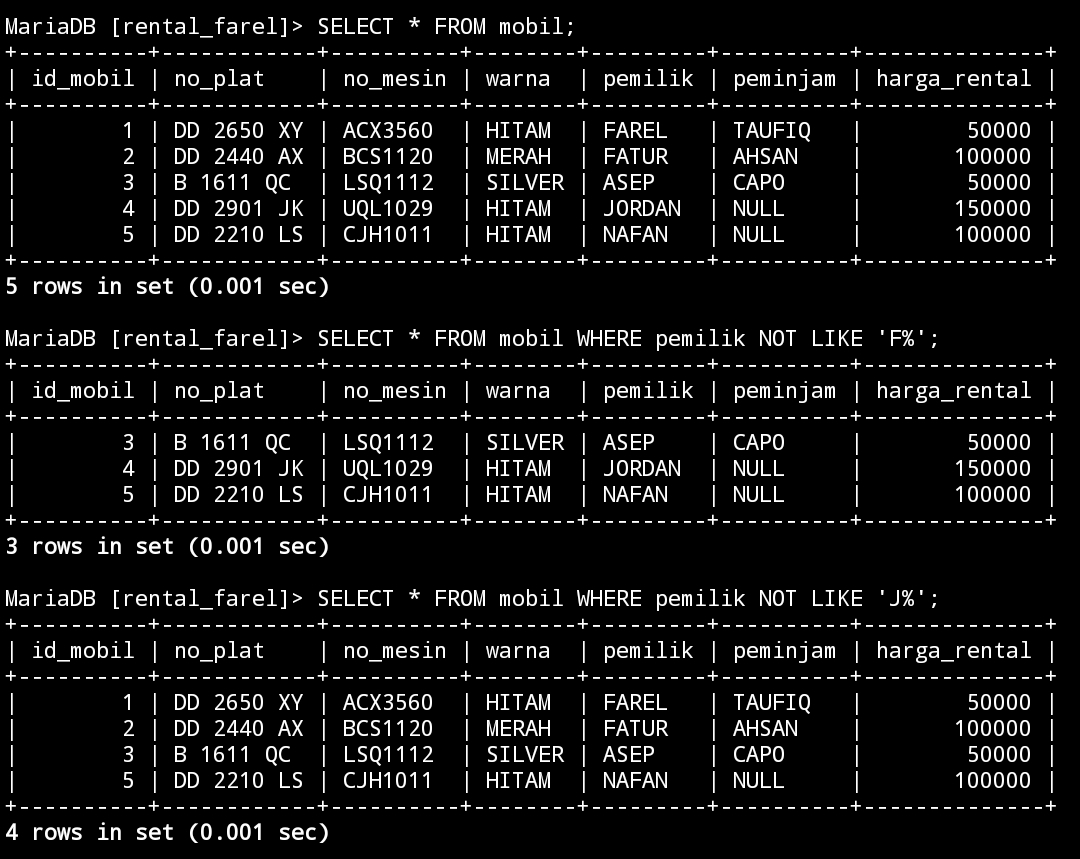 MariaDB [rental_farel]> SELECT * FROM mobil;
+----------+------------+----------+--------+---------+----------+--------------+
| id_mobil | no_plat    | no_mesin | warna  | pemilik | peminjam | harga_rental |
+----------+------------+----------+--------+---------+----------+--------------+
|        1 | DD 2650 XY | ACX3560  | HITAM  | FAREL   | TAUFIQ   |        50000 |
|        2 | DD 2440 AX | BCS1120  | MERAH  | FATUR   | AHSAN    |       100000 |
|        3 | B 1611 QC  | LSQ1112  | SILVER | ASEP    | CAPO     |        50000 |
|        4 | DD 2901 JK | UQL1029  | HITAM  | JORDAN  | NULL     |       150000 |
|        5 | DD 2210 LS | CJH1011  | HITAM  | NAFAN   | NULL     |       100000 |
+----------+------------+----------+--------+---------+----------+--------------+
5 rows in set (0.001 sec)

MariaDB [rental_farel]> SELECT * FROM mobil WHERE pemilik NOT LIKE 'F%';
+----------+------------+----------+--------+---------+----------+--------------+
| id_mobil | no_plat    | no_mesin | warna  | pemilik | peminjam | harga_rental |
+----------+------------+----------+--------+---------+----------+--------------+
|        3 | B 1611 QC  | LSQ1112  | SILVER | ASEP    | CAPO     |        50000 |
|        4 | DD 2901 JK | UQL1029  | HITAM  | JORDAN  | NULL     |       150000 |
|        5 | DD 2210 LS | CJH1011  | HITAM  | NAFAN   | NULL     |       100000 |
+----------+------------+----------+--------+---------+----------+--------------+
3 rows in set (0.001 sec)

MariaDB [rental_farel]> SELECT * FROM mobil WHERE pemilik NOT LIKE 'J%';
+----------+------------+----------+--------+---------+----------+--------------+
| id_mobil | no_plat    | no_mesin | warna  | pemilik | peminjam | harga_rental |
+----------+------------+----------+--------+---------+----------+--------------+
|        1 | DD 2650 XY | ACX3560  | HITAM  | FAREL   | TAUFIQ   |        50000 |
|        2 | DD 2440 AX | BCS1120  | MERAH  | FATUR   | AHSAN    |       100000 |
|        3 | B 1611 QC  | LSQ1112  | SILVER | ASEP    | CAPO     |        50000 |
|        5 | DD 2210 LS | CJH1011  | HITAM  | NAFAN   | NULL     |       100000 |
+----------+------------+----------+--------+---------+----------+--------------+
4 rows in set (0.001 sec)